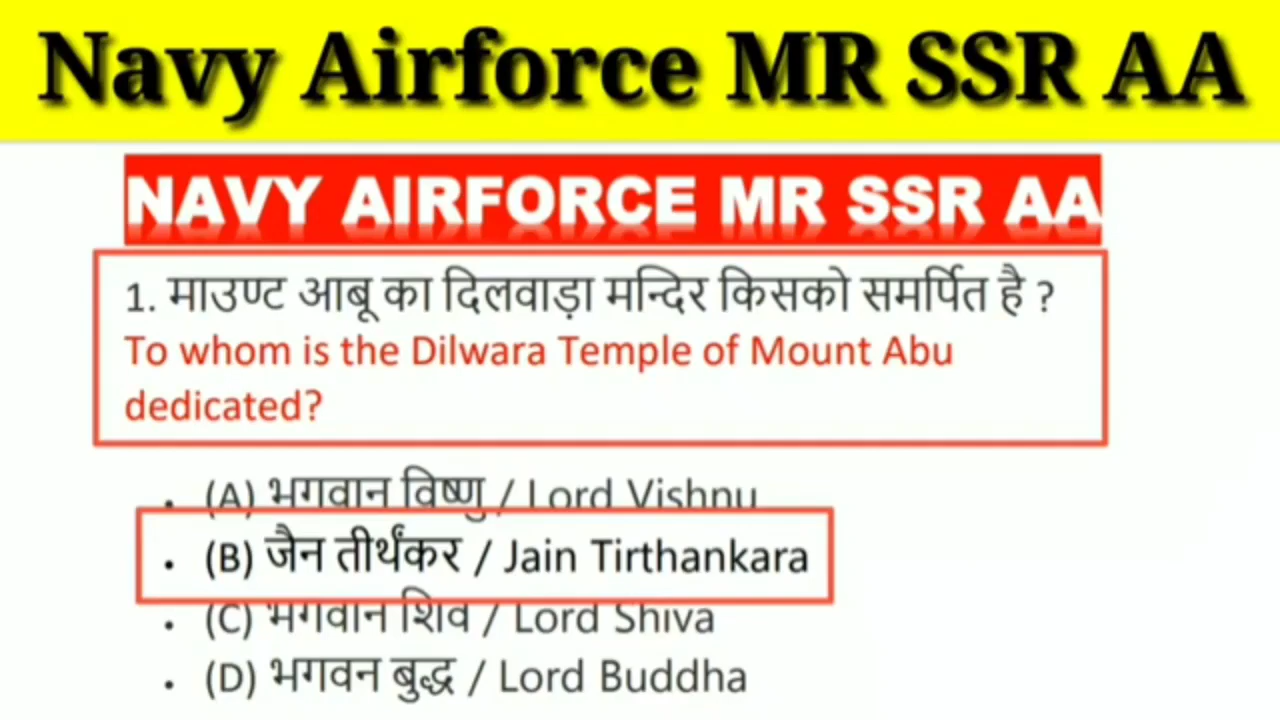 Navy Airforce MR SSR AA
NAVY AIRFORCE MR SSR AA
1. माउण्ट आबू का दिलवाड़ा मन्दिर किसको समर्पित है ?
To whom is the Dilwara Temple of Mount Abu
dedicated?
• (A) भगवान विष्णु / Lord Vishnu
• (B) जैन तीर्थंकर / Jain Tirthankara
• (C) भगवान शिव / Lord Shiva
• (D) भगवन बुद्ध / Lord Buddha